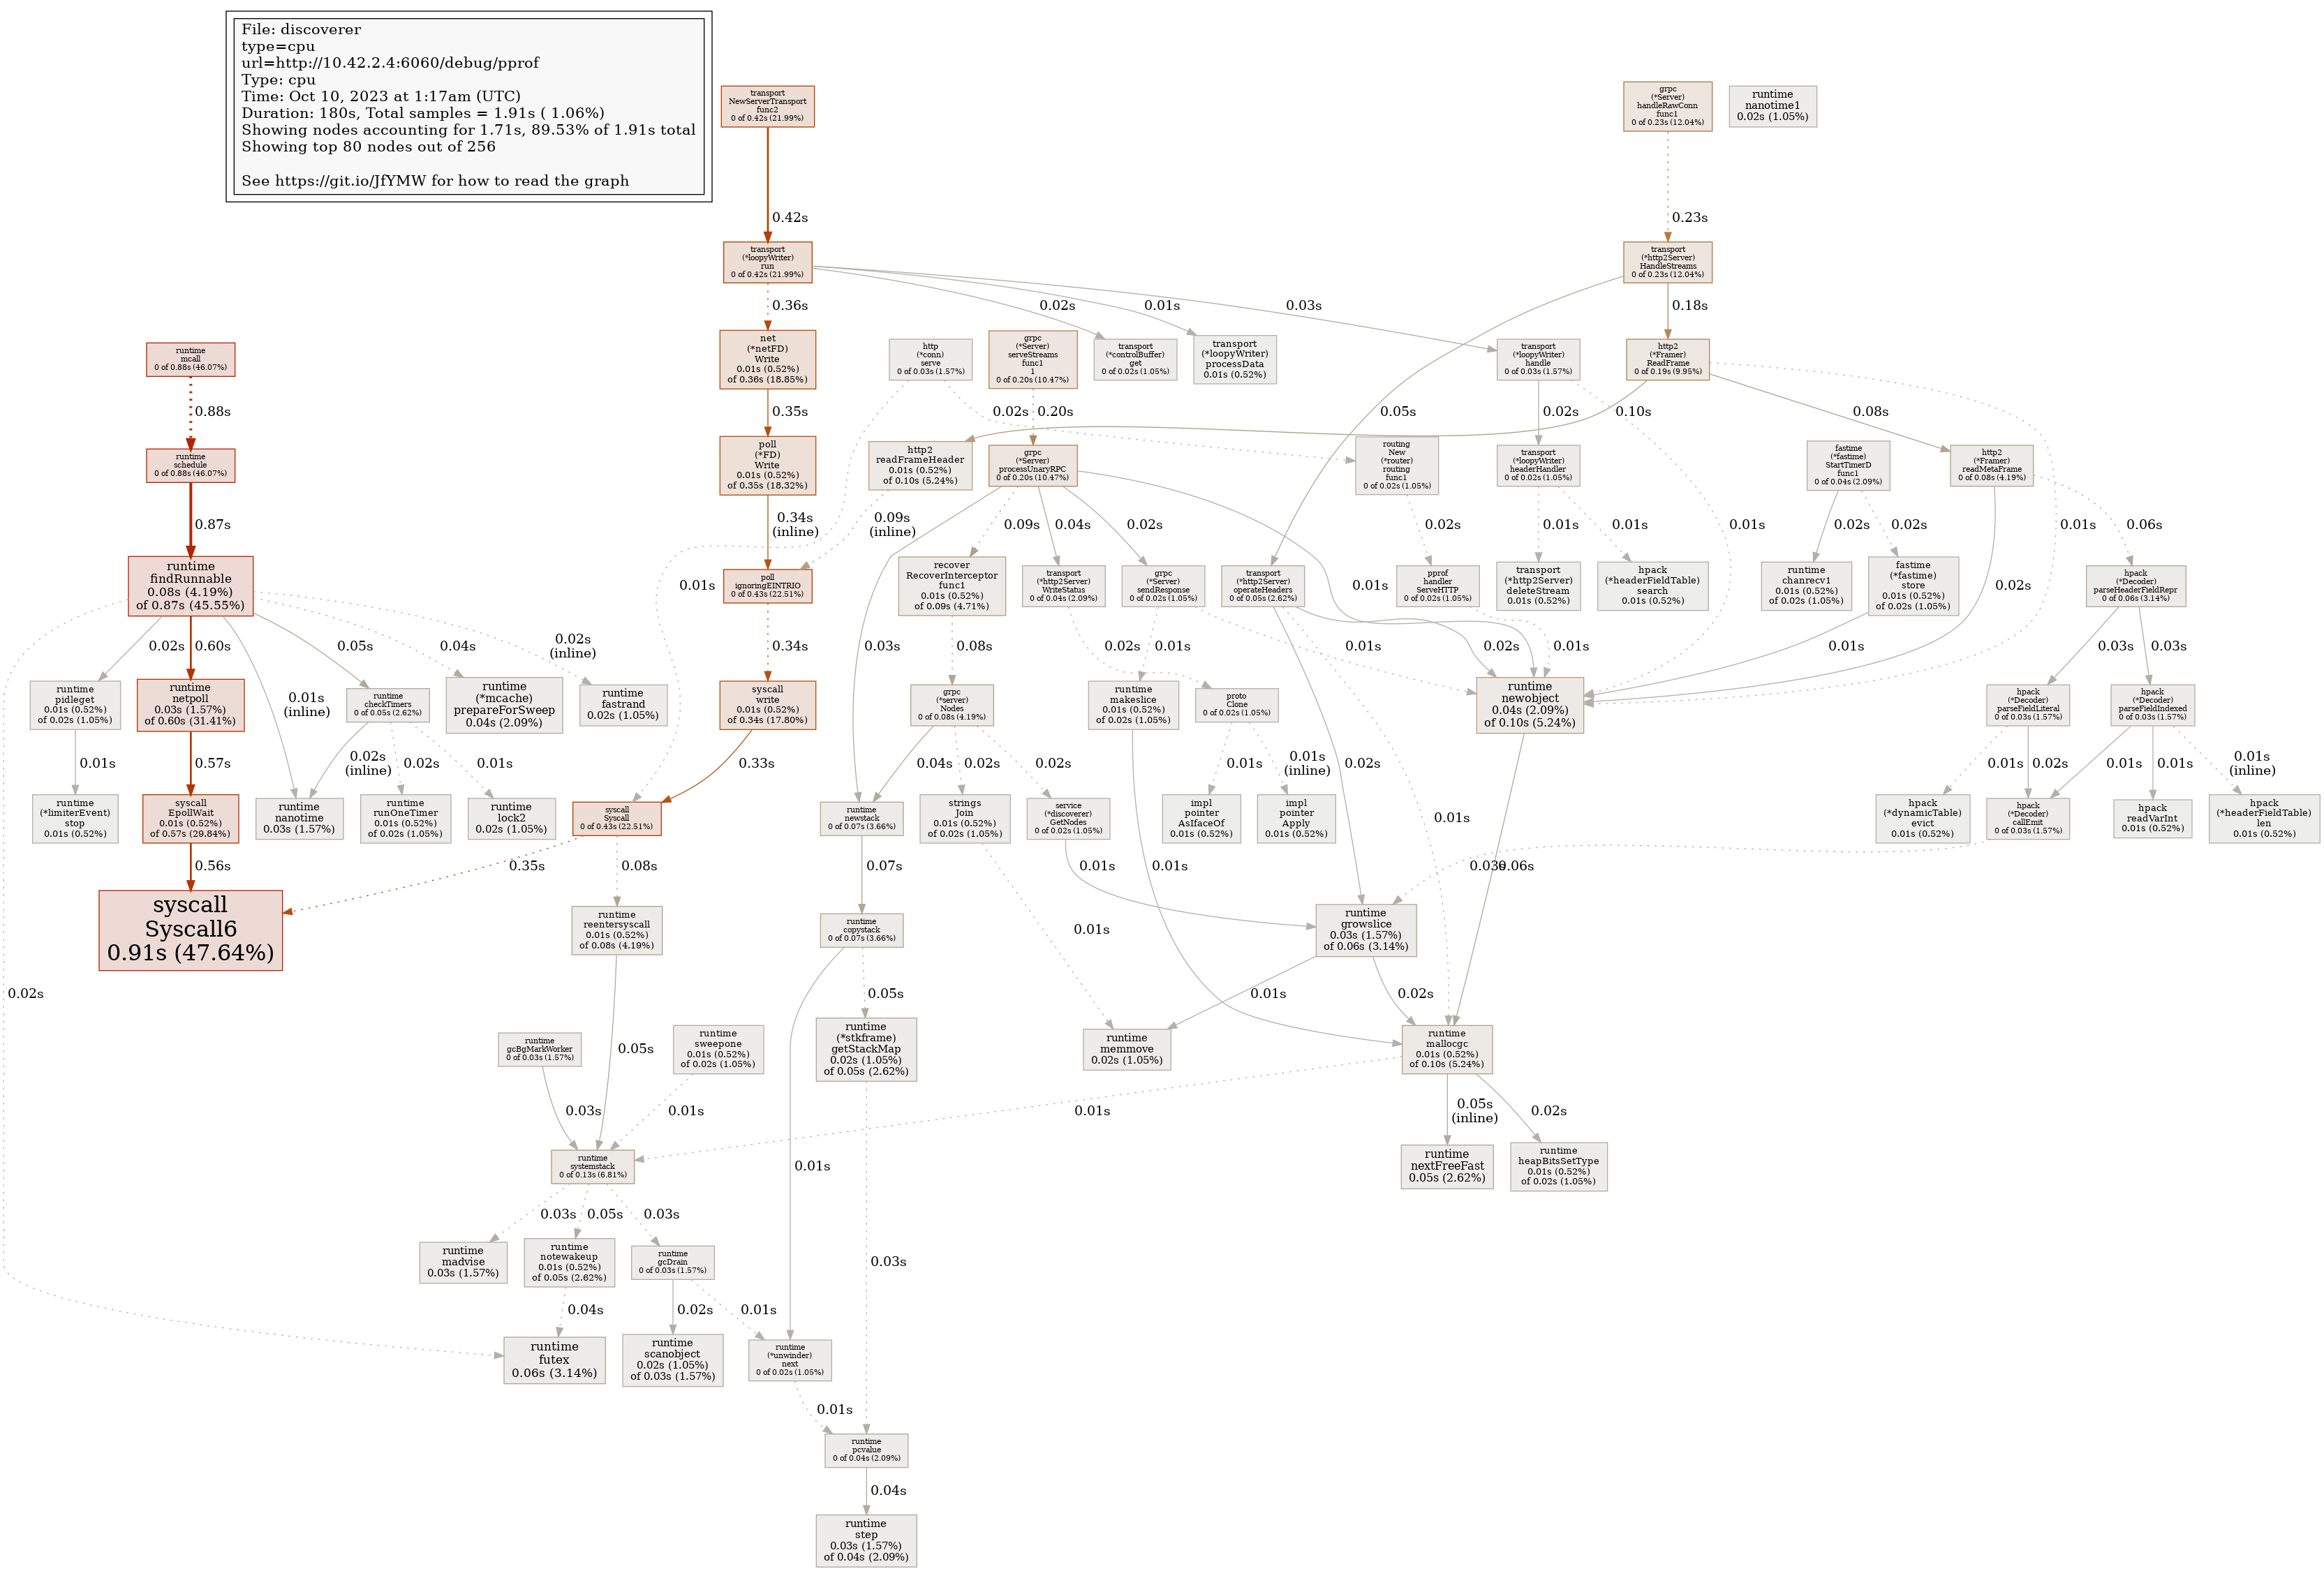 File: discoverer
type=cpu
url=http://10.42.2.4:6060/debug/pprof
Type: cpu
Time: Oct 10, 2023 at 1:17am (UTC)
Duration: 180s, Total samples = 1.91s ( 1.06%)
Showing nodes accounting for 1.71s, 89.53% of 1.91s total
Showing top 80 nodes out of 256
See https://git.io/JfYMW for how to read the graph
transport
NewServerTransport
func2
0 of 0.42s (21.99%)
grpc
(*Server)
handleRawConn
func1
0 of 0.23s (12.04%)
runtime
nanotime1
0.02s (1.05%)
0.42s
0.23s
transport
(*loopyWriter)
run
0 of 0.42s (21.99%)
transport
(*http2Server)
HandleStreams
0 of 0.23s (12.04%)
0.36s
0.02s
0.01s
0.03s
0.18s
runtime
mcall
0 of 0.88s (46.07%)
net
(*netFD)
Write
0.01s (0.52%)
of 0.36s (18.85%)
http
(*conn)
serve
0 of 0.03s (1.57%)
grpc
(*Server)
serveStreams
func1
1
0 of 0.20s (10.47%)
transport
(*controlBuffer)
get
0 of 0.02s (1.05%)
transport
(*loopyWriter)
processData
0.01s (0.52%)
transport
(*loopyWriter)
handle
0 of 0.03s (1.57%)
http2
(*Framer)
ReadFrame
0 of 0.19s (9.95%)
0.88s
0.35s
0.02s
0.20s
0.05s
0.02s
0.10s
0.08s
runtime
schedule
0 of 0.88s (46.07%)
poll
(*FD)
Write
0.01s (0.52%)
of 0.35s (18.32%)
http2
readFrameHeader
0.01s (0.52%)
of 0.10s (5.24%)
grpc
(*Server)
processUnaryRPC
0 of 0.20s (10.47%)
routing
New
(*router)
routing
func1
0 of 0.02s (1.05%)
transport
(*loopyWriter)
headerHandler
0 of 0.02s (1.05%)
fastime
(*fastime)
StartTimerD
func1
0 of 0.04s (2.09%)
http2
(*Framer)
readMetaFrame
0 of 0.08s (4.19%)
0.87s
0.34s
(inline)
0.09s
(inline)
0.09s
0.04s
0.02s
0.02s
0.01s
0.01s
0.01s
0.02s
0.02s
0.01s
0.06s
runtime
findRunnable
0.08s (4.19%)
of 0.87s (45.55%)
poll
ignoringEINTRIO
0 of 0.43s (22.51%)
recover
RecoverInterceptor
func1
0.01s (0.52%)
of 0.09s (4.71%)
transport
(*http2Server)
WriteStatus
0 of 0.04s (2.09%)
grpc
(*Server)
sendResponse
0 of 0.02s (1.05%)
transport
(*http2Server)
operateHeaders
0 of 0.05s (2.62%)
pprof
handler
ServeHTTP
0 of 0.02s (1.05%)
transport
(*http2Server)
deleteStream
0.01s (0.52%)
hpack
(*headerFieldTable)
search
0.01s (0.52%)
runtime
chanrecv1
0.01s (0.52%)
of 0.02s (1.05%)
fastime
(*fastime)
store
0.01s (0.52%)
of 0.02s (1.05%)
hpack
(*Decoder)
parseHeaderFieldRepr
0 of 0.06s (3.14%)
0.01s
0.01s
0.02s
0.02s
0.60s
0.01s
(inline)
0.05s
0.04s
0.02s
(inline)
0.34s
0.03s
0.08s
0.02s
0.01s
0.01s
0.02s
0.01s
0.01s
0.03s
0.03s
runtime
pidleget
0.01s (0.52%)
of 0.02s (1.05%)
runtime
netpoll
0.03s (1.57%)
of 0.60s (31.41%)
runtime
checkTimers
0 of 0.05s (2.62%)
runtime
(*mcache)
prepareForSweep
0.04s (2.09%)
runtime
fastrand
0.02s (1.05%)
syscall
write
0.01s (0.52%)
of 0.34s (17.80%)
grpc
(*server)
Nodes
0 of 0.08s (4.19%)
runtime
makeslice
0.01s (0.52%)
of 0.02s (1.05%)
proto
Clone
0 of 0.02s (1.05%)
runtime
newobject
0.04s (2.09%)
of 0.10s (5.24%)
hpack
(*Decoder)
parseFieldLiteral
0 of 0.03s (1.57%)
hpack
(*Decoder)
parseFieldIndexed
0 of 0.03s (1.57%)
0.01s
0.57s
0.02s
(inline)
0.02s
0.01s
0.33s
0.04s
0.02s
0.02s
0.01s
0.01s
(inline)
0.02s
0.01s
0.01s
0.02s
0.01s
0.01s
0.01s
(inline)
runtime
(*limiterEvent)
stop
0.01s (0.52%)
syscall
EpollWait
0.01s (0.52%)
of 0.57s (29.84%)
runtime
nanotime
0.03s (1.57%)
runtime
runOneTimer
0.01s (0.52%)
of 0.02s (1.05%)
runtime
lock2
0.02s (1.05%)
syscall
Syscall
0 of 0.43s (22.51%)
runtime
newstack
0 of 0.07s (3.66%)
strings
Join
0.01s (0.52%)
of 0.02s (1.05%)
service
(*discoverer)
GetNodes
0 of 0.02s (1.05%)
impl
pointer
AsIfaceOf
0.01s (0.52%)
impl
pointer
Apply
0.01s (0.52%)
hpack
(*dynamicTable)
evict
0.01s (0.52%)
hpack
(*Decoder)
callEmit
0 of 0.03s (1.57%)
hpack
readVarInt
0.01s (0.52%)
hpack
(*headerFieldTable)
len
0.01s (0.52%)
0.56s
0.35s
0.08s
0.07s
0.01s
0.01s
0.03s
0.06s
syscall
Syscall6
0.91s (47.64%)
runtime
reentersyscall
0.01s (0.52%)
of 0.08s (4.19%)
runtime
copystack
0 of 0.07s (3.66%)
0.01s
runtime
growslice
0.03s (1.57%)
of 0.06s (3.14%)
0.02s
0.05s
0.01s
0.02s
runtime
gcBgMarkWorker
0 of 0.03s (1.57%)
runtime
sweepone
0.01s (0.52%)
of 0.02s (1.05%)
0.05s
runtime
(*stkframe)
getStackMap
0.02s (1.05%)
of 0.05s (2.62%)
runtime
memmove
0.02s (1.05%)
runtime
mallocgc
0.01s (0.52%)
of 0.10s (5.24%)
0.03s
0.01s
0.01s
0.05s
(inline)
0.02s
runtime
systemstack
0 of 0.13s (6.81%)
0.01s
runtime
nextFreeFast
0.05s (2.62%)
runtime
heapBitsSetType
0.01s (0.52%)
of 0.02s (1.05%)
0.03s
0.05s
0.03s
runtime
madvise
0.03s (1.57%)
runtime
notewakeup
0.01s (0.52%)
of 0.05s (2.62%)
runtime
gcDrain
0 of 0.03s (1.57%)
0.03s
0.04s
0.02s
0.01s
runtime
futex
0.06s (3.14%)
runtime
scanobject
0.02s (1.05%)
of 0.03s (1.57%)
runtime
(*unwinder)
next
0 of 0.02s (1.05%)
0.01s
runtime
pcvalue
0 of 0.04s (2.09%)
0.04s
runtime
step
0.03s (1.57%)
of 0.04s (2.09%)